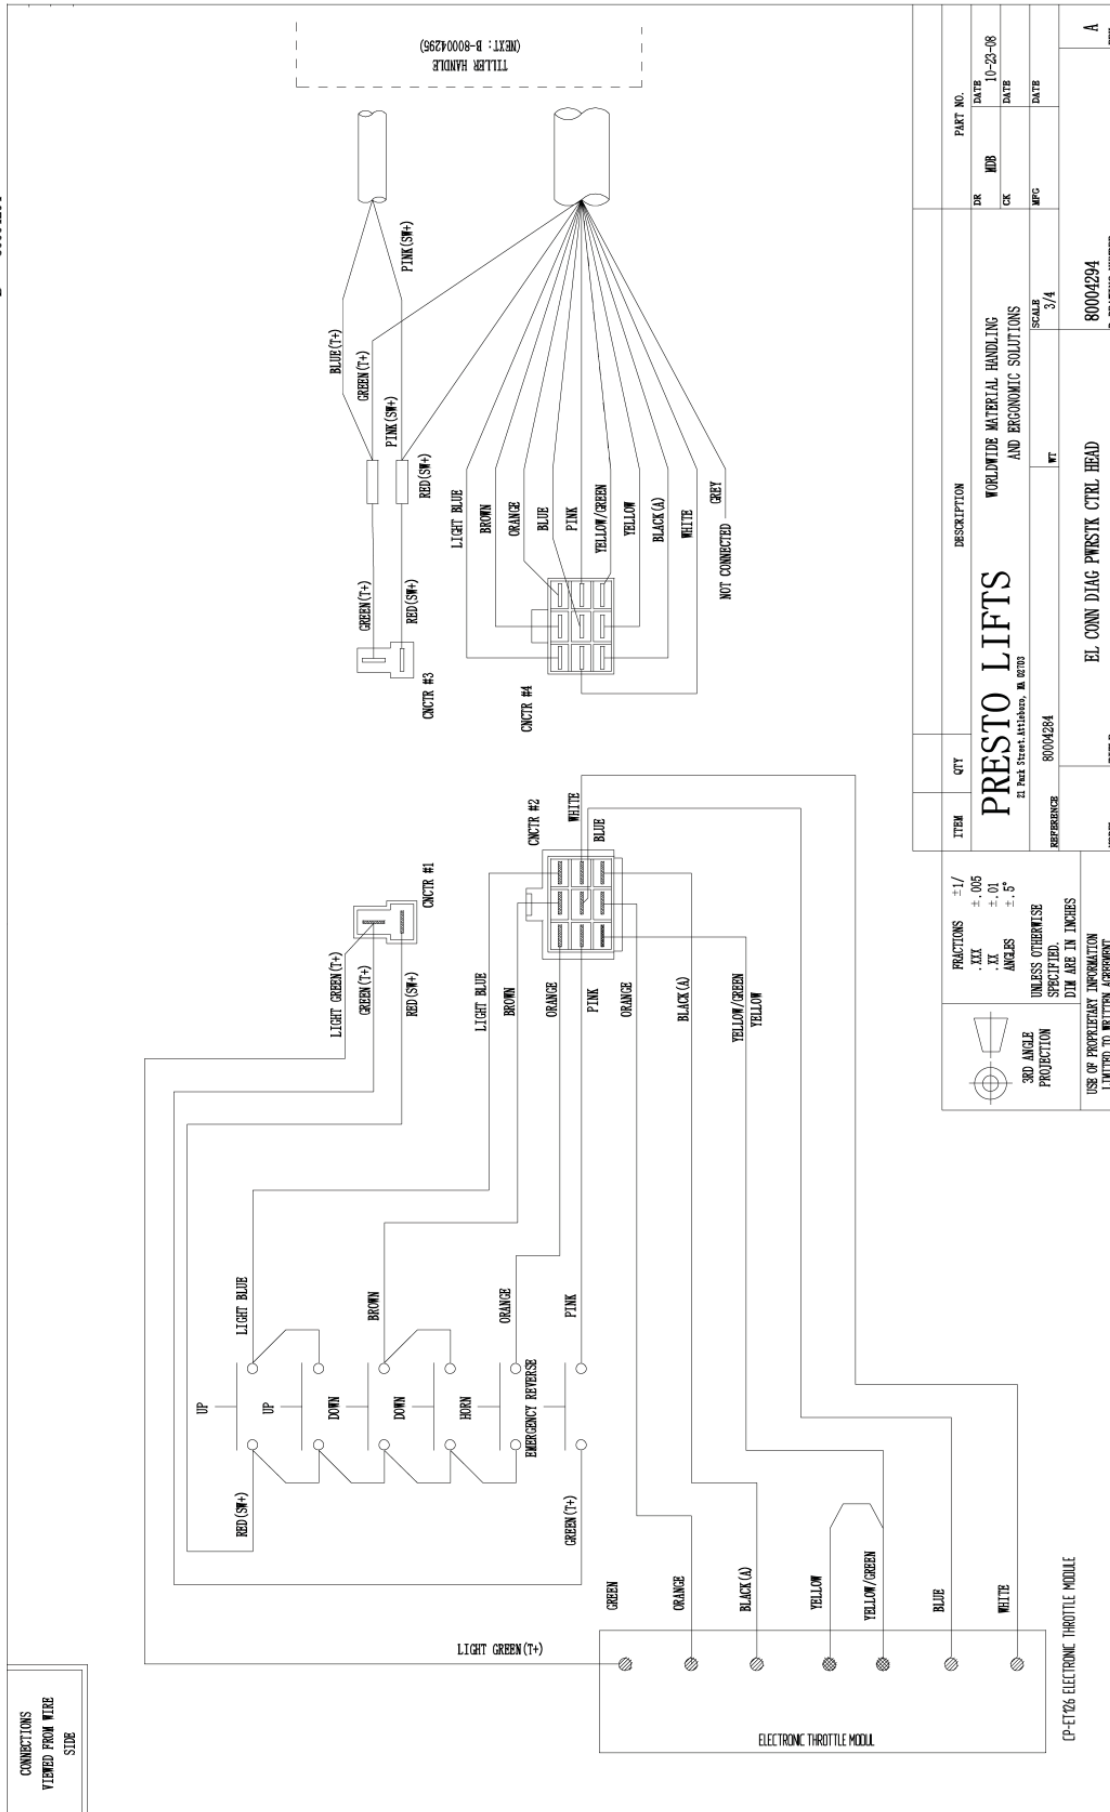 CONNECTIONS
VIEWED FROM WIRE
SIDE
TILLER HANDLE
(NEXT: B-80004295)
BLUE(T+)
GREEN(T+)
PINK(SW+)
PINK(SW+)
RED(SW+)
GREEN(T+)
RED(SW+)
CNCTR #3
LIGHT BLUE
BROWN
ORANGE
BLUE
PINK
YELLOW/GREEN
YELLOW
BLACK(A)
WHITE
GREY
NOT CONNECTED
CNCTR #4
CNCTR #1
LIGHT GREEN(T+)
GREEN(T+)
RED(SW+)
CNCTR #2
WHITE
BLUE
LIGHT BLUE
BROWN
ORANGE
PINK
ORANGE
BLACK(A)
YELLOW/GREEN
YELLOW
LIGHT BLUE
BROWN
ORANGE
PINK
UP
UP
DOWN
DOWN
HORN
EMERGENCY REVERSE
RED(SW+)
GREEN(T+)
LIGHT GREEN(T+)
GREEN
ORANGE
BLACK(A)
YELLOW
YELLOW/GREEN
BLUE
WHITE
ELECTRONIC THROTTLE MODUL
CP-ET126 ELECTRONIC THROTTLE MODULE
3RD ANGLE
PROJECTION
FRACTIONS ±1/
.XXX ±.005
.XX ±.01
ANGLES ±.5°
UNLESS OTHERWISE
SPECIFIED.
DIM ARE IN INCHES
USE OF PROPRIETARY INFORMATION
LIMITED TO WRITTEN AGREEMENT
ITEM QTY DESCRIPTION PART NO.
PRESTO LIFTS
21 Park Street, Attleboro, MA 02703
WORLDWIDE MATERIAL HANDLING
AND ERGONOMIC SOLUTIONS
DR MDB DATE 10-23-08
CK DATE
MFG DATE
REFERENCE 80004284
WT
SCALE 3/4
EL CONN DIAG PWRSTK CTRL HEAD
80004294
A